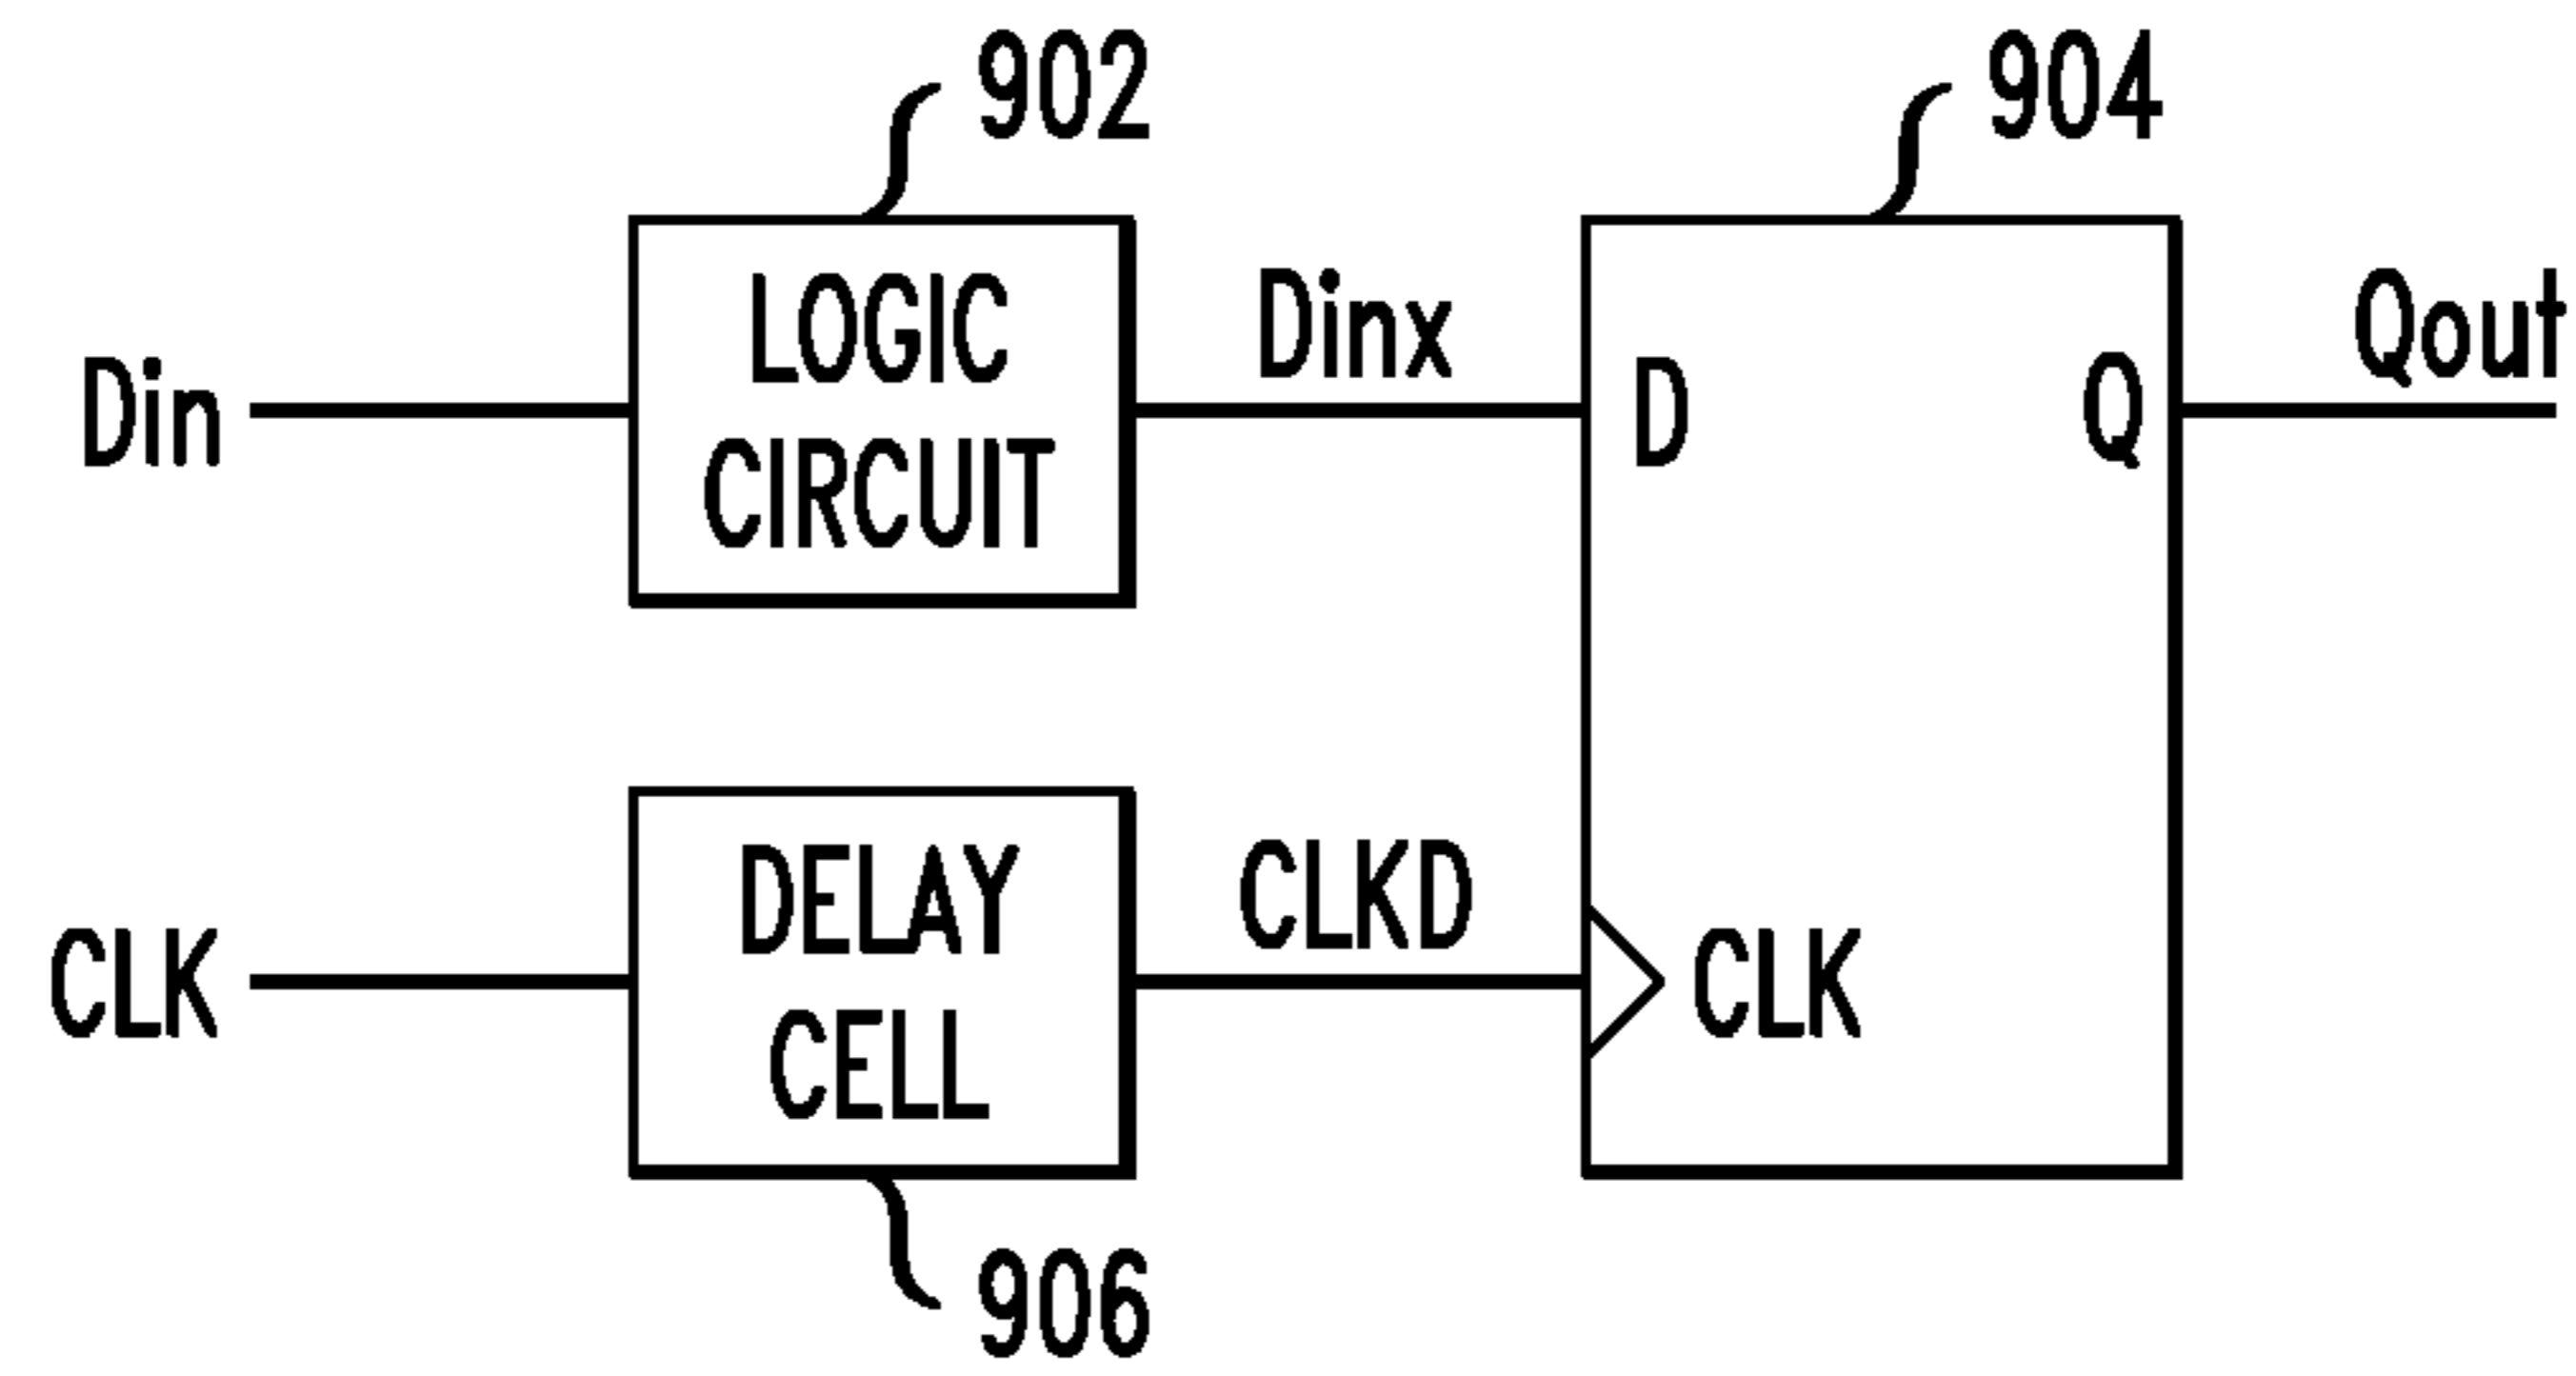 902
904
LOGIC
CIRCUIT
Din
Dinx
D
Q
Qout
DELAY
CELL
CLK
CLKD
CLK
906